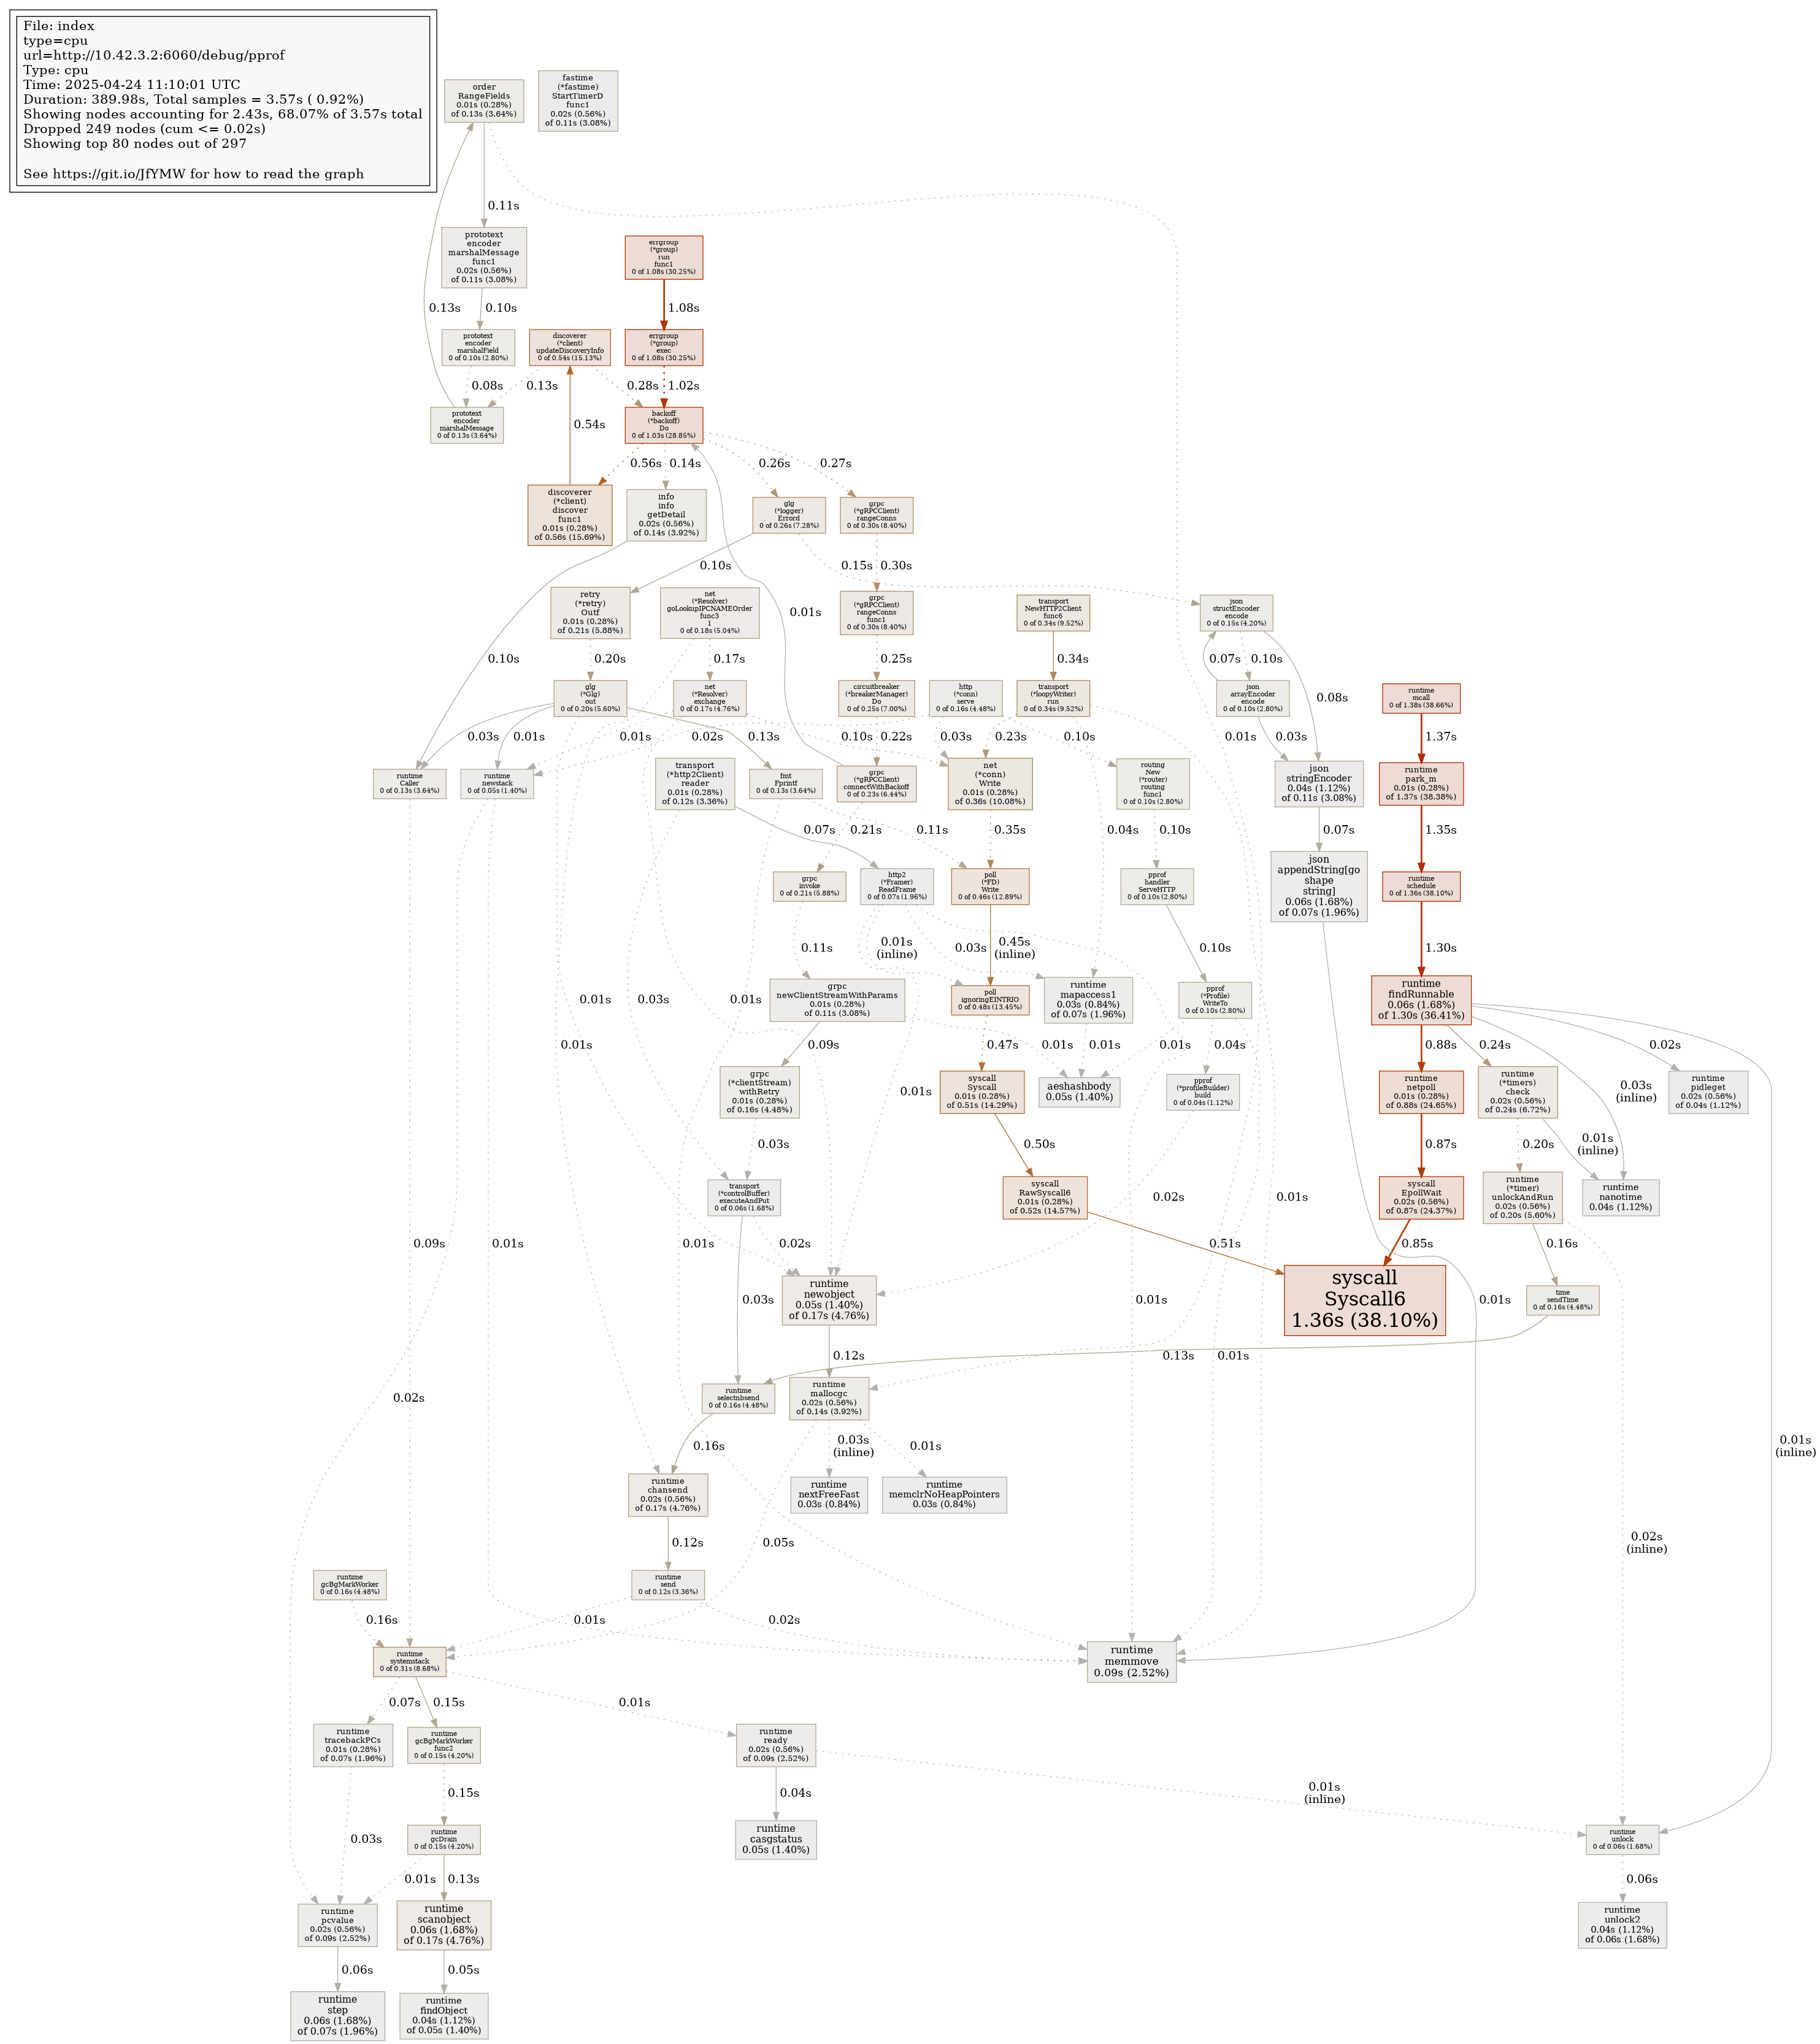 File: index
type=cpu
url=http://10.42.3.2:6060/debug/pprof
Type: cpu
Time: 2025-04-24 11:10:01 UTC
Duration: 389.98s, Total samples = 3.57s ( 0.92%)
Showing nodes accounting for 2.43s, 68.07% of 3.57s total
Dropped 249 nodes (cum <= 0.02s)
Showing top 80 nodes out of 297
See https://git.io/JfYMW for how to read the graph
order
RangeFields
0.01s (0.28%)
of 0.13s (3.64%)
fastime
(*fastime)
StartTimerD
func1
0.02s (0.56%)
of 0.11s (3.08%)
0.11s
prototext
encoder
marshalMessage
func1
0.02s (0.56%)
of 0.11s (3.08%)
errgroup
(*group)
run
func1
0 of 1.08s (30.25%)
0.13s
0.10s
1.08s
prototext
encoder
marshalField
0 of 0.10s (2.80%)
discoverer
(*client)
updateDiscoveryInfo
0 of 0.54s (15.13%)
errgroup
(*group)
exec
0 of 1.08s (30.25%)
0.08s
0.13s
0.28s
1.02s
prototext
encoder
marshalMessage
0 of 0.13s (3.64%)
0.54s
backoff
(*backoff)
Do
0 of 1.03s (28.85%)
0.56s
0.14s
0.26s
0.27s
discoverer
(*client)
discover
func1
0.01s (0.28%)
of 0.56s (15.69%)
info
info
getDetail
0.02s (0.56%)
of 0.14s (3.92%)
glg
(*logger)
Errord
0 of 0.26s (7.28%)
grpc
(*gRPCClient)
rangeConns
0 of 0.30s (8.40%)
0.10s
0.15s
0.30s
retry
(*retry)
Outf
0.01s (0.28%)
of 0.21s (5.88%)
net
(*Resolver)
goLookupIPCNAMEOrder
func3
1
0 of 0.18s (5.04%)
0.01s
grpc
(*gRPCClient)
rangeConns
func1
0 of 0.30s (8.40%)
transport
NewHTTP2Client
func6
0 of 0.34s (9.52%)
json
structEncoder
encode
0 of 0.15s (4.20%)
0.10s
0.20s
0.17s
0.25s
0.34s
0.01s
0.07s
0.10s
0.08s
glg
(*Glg)
out
0 of 0.20s (5.60%)
net
(*Resolver)
exchange
0 of 0.17s (4.76%)
circuitbreaker
(*breakerManager)
Do
0 of 0.25s (7.00%)
http
(*conn)
serve
0 of 0.16s (4.48%)
transport
(*loopyWriter)
run
0 of 0.34s (9.52%)
json
arrayEncoder
encode
0 of 0.10s (2.80%)
runtime
mcall
0 of 1.38s (38.66%)
0.03s
0.01s
0.01s
0.02s
0.13s
0.10s
0.22s
0.03s
0.23s
0.10s
0.03s
1.37s
runtime
Caller
0 of 0.13s (3.64%)
runtime
newstack
0 of 0.05s (1.40%)
transport
(*http2Client)
reader
0.01s (0.28%)
of 0.12s (3.36%)
fmt
Fprintf
0 of 0.13s (3.64%)
grpc
(*gRPCClient)
connectWithBackoff
0 of 0.23s (6.44%)
net
(*conn)
Write
0.01s (0.28%)
of 0.36s (10.08%)
routing
New
(*router)
routing
func1
0 of 0.10s (2.80%)
json
stringEncoder
0.04s (1.12%)
of 0.11s (3.08%)
runtime
park_m
0.01s (0.28%)
of 1.37s (38.38%)
0.07s
0.11s
0.21s
0.35s
0.04s
0.10s
0.07s
1.35s
grpc
invoke
0 of 0.21s (5.88%)
http2
(*Framer)
ReadFrame
0 of 0.07s (1.96%)
poll
(*FD)
Write
0 of 0.46s (12.89%)
pprof
handler
ServeHTTP
0 of 0.10s (2.80%)
json
appendString[go
shape
string]
0.06s (1.68%)
of 0.07s (1.96%)
runtime
schedule
0 of 1.36s (38.10%)
0.11s
0.01s
(inline)
0.03s
0.45s
(inline)
0.10s
1.30s
0.01s
0.03s
0.01s
grpc
newClientStreamWithParams
0.01s (0.28%)
of 0.11s (3.08%)
poll
ignoringEINTRIO
0 of 0.48s (13.45%)
runtime
mapaccess1
0.03s (0.84%)
of 0.07s (1.96%)
pprof
(*Profile)
WriteTo
0 of 0.10s (2.80%)
runtime
findRunnable
0.06s (1.68%)
of 1.30s (36.41%)
0.01s
0.09s
0.47s
0.01s
0.01s
0.01s
0.04s
0.88s
0.24s
0.03s
(inline)
0.02s
grpc
(*clientStream)
withRetry
0.01s (0.28%)
of 0.16s (4.48%)
0.01s
syscall
Syscall
0.01s (0.28%)
of 0.51s (14.29%)
aeshashbody
0.05s (1.40%)
pprof
(*profileBuilder)
build
0 of 0.04s (1.12%)
runtime
netpoll
0.01s (0.28%)
of 0.88s (24.65%)
runtime
(*timers)
check
0.02s (0.56%)
of 0.24s (6.72%)
runtime
pidleget
0.02s (0.56%)
of 0.04s (1.12%)
0.03s
0.50s
0.87s
0.20s
0.01s
(inline)
transport
(*controlBuffer)
executeAndPut
0 of 0.06s (1.68%)
syscall
RawSyscall6
0.01s (0.28%)
of 0.52s (14.57%)
0.02s
0.01s
syscall
EpollWait
0.02s (0.56%)
of 0.87s (24.37%)
runtime
(*timer)
unlockAndRun
0.02s (0.56%)
of 0.20s (5.60%)
runtime
nanotime
0.04s (1.12%)
0.09s
0.01s
0.01s
0.02s
0.51s
0.85s
0.16s
runtime
newobject
0.05s (1.40%)
of 0.17s (4.76%)
0.03s
0.01s
syscall
Syscall6
1.36s (38.10%)
0.01s
time
sendTime
0 of 0.16s (4.48%)
0.12s
0.13s
0.01s
0.02s
runtime
selectnbsend
0 of 0.16s (4.48%)
runtime
mallocgc
0.02s (0.56%)
of 0.14s (3.92%)
0.16s
0.03s
(inline)
0.01s
0.01s
(inline)
runtime
chansend
0.02s (0.56%)
of 0.17s (4.76%)
runtime
nextFreeFast
0.03s (0.84%)
runtime
memclrNoHeapPointers
0.03s (0.84%)
0.12s
0.05s
0.02s
(inline)
runtime
gcBgMarkWorker
0 of 0.16s (4.48%)
runtime
send
0 of 0.12s (3.36%)
0.16s
0.01s
0.02s
runtime
systemstack
0 of 0.31s (8.68%)
runtime
memmove
0.09s (2.52%)
0.07s
0.15s
0.01s
runtime
tracebackPCs
0.01s (0.28%)
of 0.07s (1.96%)
runtime
gcBgMarkWorker
func2
0 of 0.15s (4.20%)
runtime
ready
0.02s (0.56%)
of 0.09s (2.52%)
0.15s
0.04s
0.01s
(inline)
0.03s
runtime
gcDrain
0 of 0.15s (4.20%)
runtime
casgstatus
0.05s (1.40%)
runtime
unlock
0 of 0.06s (1.68%)
0.01s
0.13s
0.06s
runtime
pcvalue
0.02s (0.56%)
of 0.09s (2.52%)
runtime
scanobject
0.06s (1.68%)
of 0.17s (4.76%)
runtime
unlock2
0.04s (1.12%)
of 0.06s (1.68%)
0.06s
0.05s
runtime
step
0.06s (1.68%)
of 0.07s (1.96%)
runtime
findObject
0.04s (1.12%)
of 0.05s (1.40%)